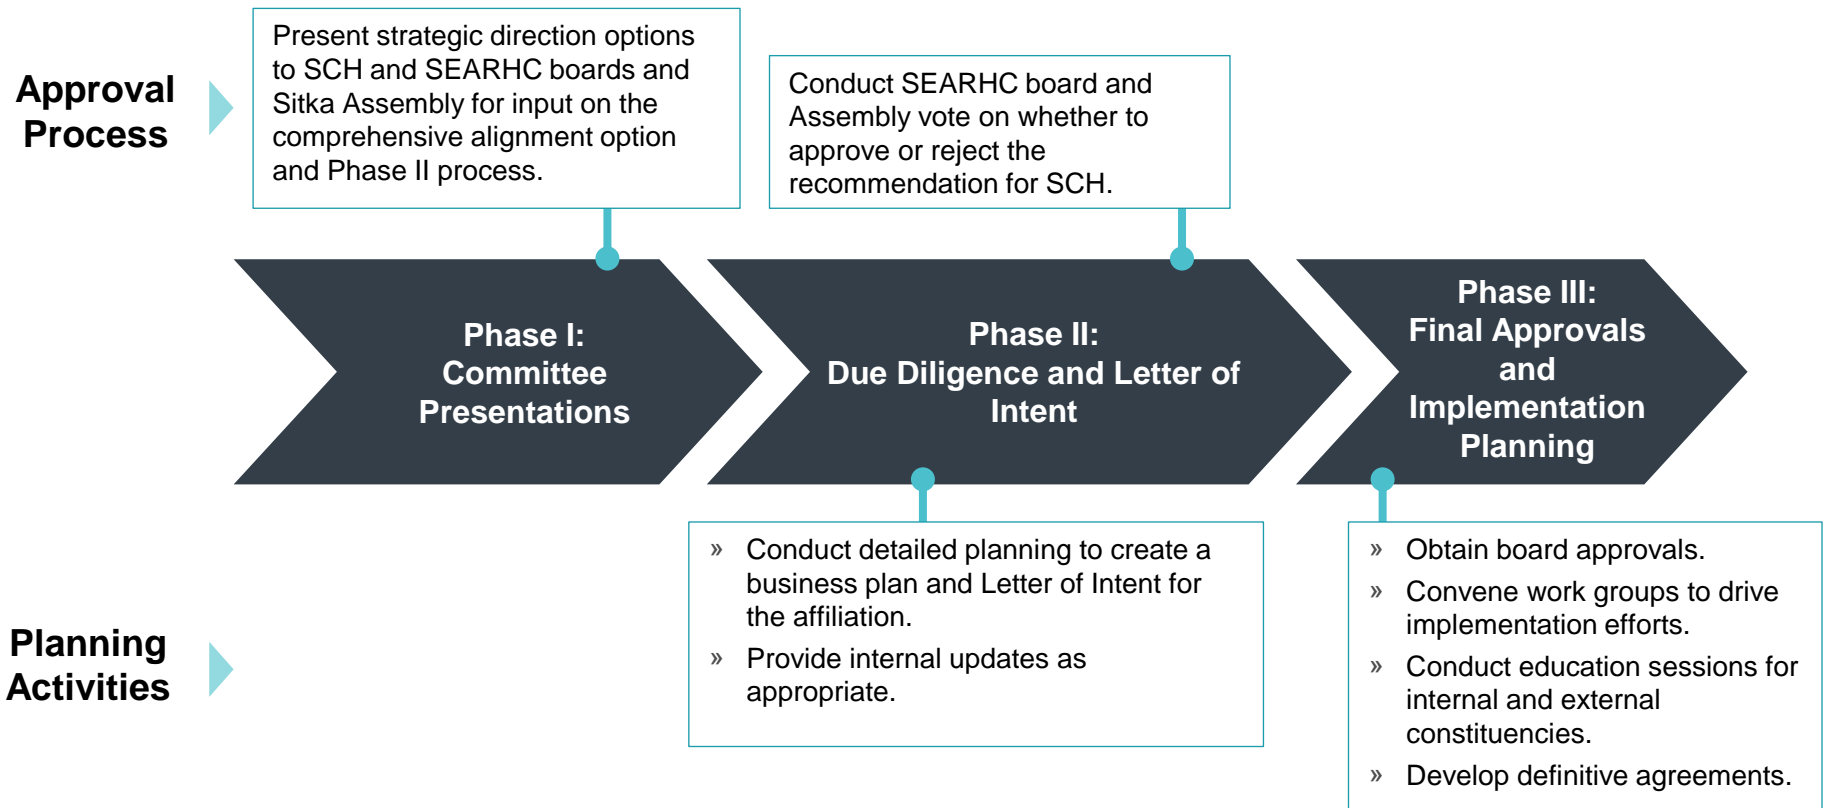 Approval
Process
Present strategic direction options
to SCH and SEARHC boards and
Sitka Assembly for input on the
comprehensive alignment option
and Phase II process.
Conduct SEARHC board and
Assembly vote on whether to
approve or reject the
recommendation for SCH.
Phase I:
Committee
Presentations
Phase II:
Due Diligence and Letter of
Intent
Phase III:
Final Approvals
and
Implementation
Planning
Planning
Activities
» Conduct detailed planning to create a
business plan and Letter of Intent for
the affiliation.
» Provide internal updates as
appropriate.
» Obtain board approvals.
» Convene work groups to drive
implementation efforts.
» Conduct education sessions for
internal and external
constituencies.
» Develop definitive agreements.